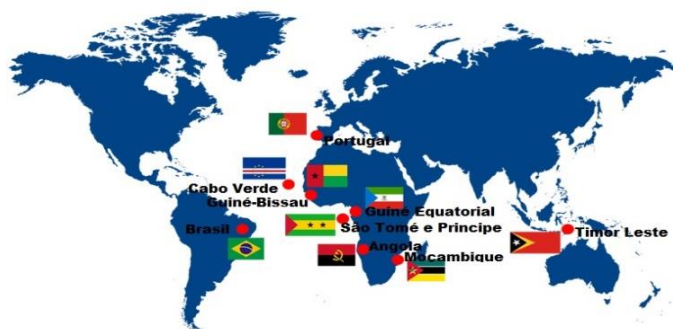 Portugal
Cabo Verde
Guiné-Bissau
Guiné Equatorial
São Tomé e Principe
Brasil
Timor Leste
Angola
Moçambique